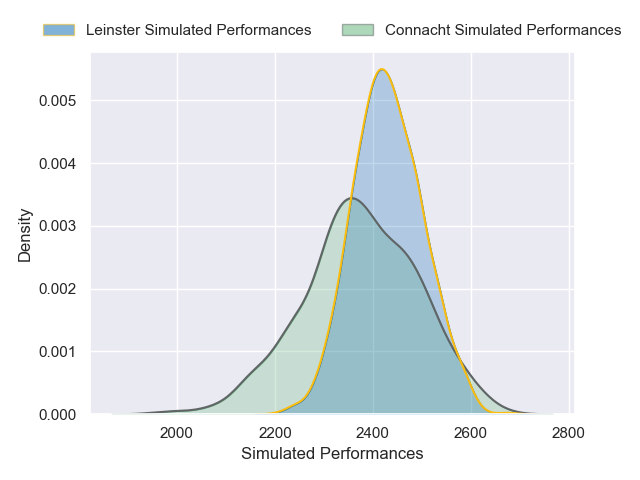 Leinster Simulated Performances Connacht Simulated Performances
0.005
0.004
0.003
0.002
0.001
0.000
Density
2000 2200 2400 2600 2800
Simulated Performances